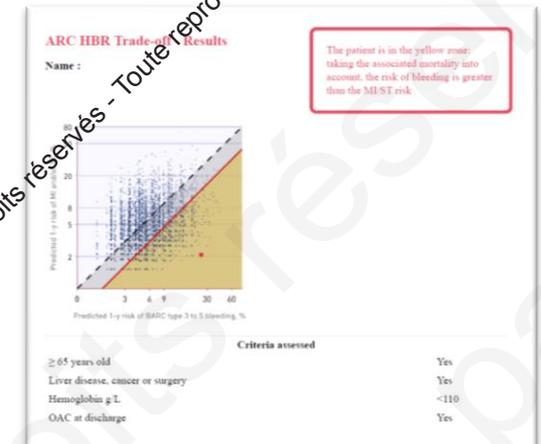 ARC HBR Trade-off Results
Name :
The patient is in the yellow zone:
taking the associated mortality into
account, the risk of bleeding is greater
than the MI/ST risk
80
20
8
5
2
0 3 6 9 30 60
Predicted 1-y risk of MI and
Predicted 1-y risk of BARC type 3 to 5 bleeding, %
Criteria assessed
≥ 65 years old Yes
Liver disease, cancer or surgery Yes
Hemoglobin g/L <110
OAC at discharge Yes
its réservés - Toute repro